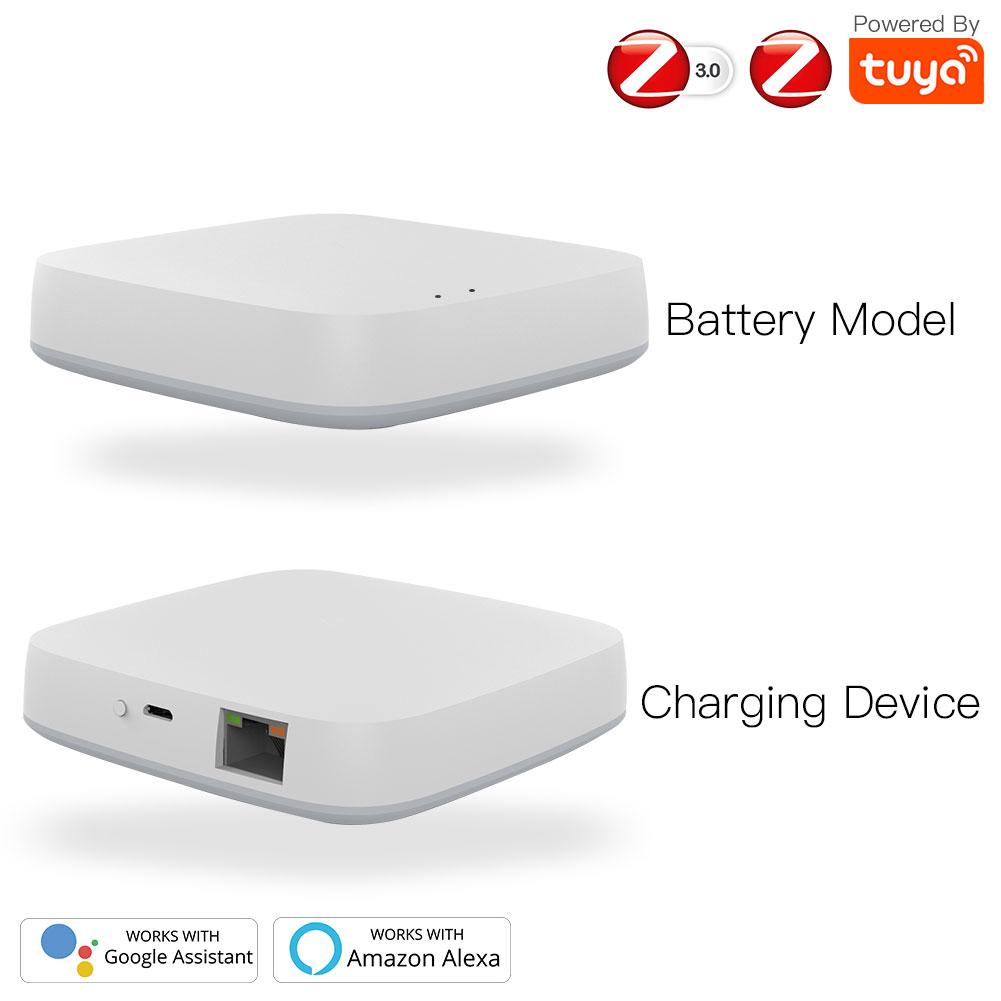 Powered By
3.0
tuya
Battery Model
Charging Device
WORKS WITH
Google Assistant
WORKS WITH
Amazon Alexa